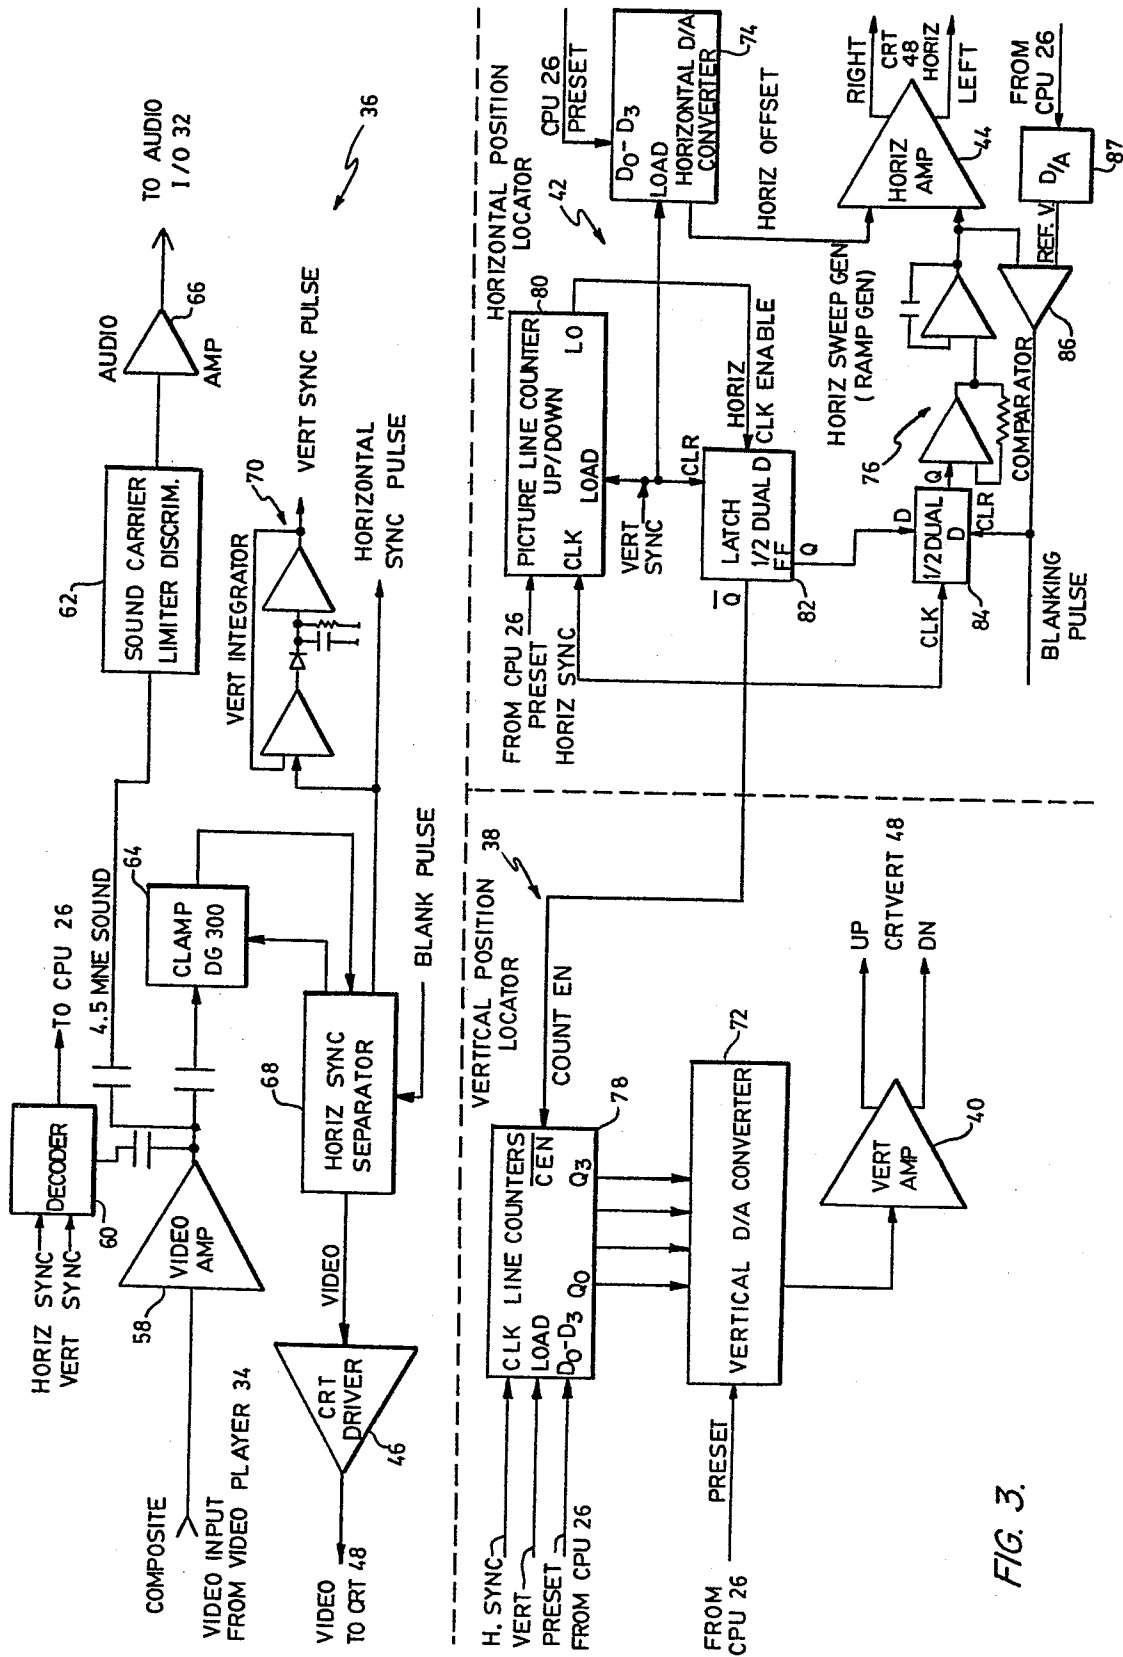 HORIZ SYNC
VERT SYNC
DECODER
60
TO CPU 26
4.5 MNE SOUND
COMPOSITE
VIDEO INPUT
FROM VIDEO PLAYER 34
58
VIDEO
AMP
CLAMP
DG 300
64
62
SOUND CARRIER
LIMITER DISCRIM.
AUDIO
AMP
66
TO AUDIO
I/O 32
36
VERT INTEGRATOR
70
VERT SYNC PULSE
HORIZONTAL
SYNC PULSE
68
HORIZ SYNC
SEPARATOR
BLANK PULSE
VIDEO
CRT
DRIVER
46
VIDEO
TO CRT 48
VERTICAL POSITION
LOCATOR
38
H. SYNC
VERT
PRESET
FROM CPU 26
CLK LINE COUNTERS
LOAD
CEN
D0-D3
Q0
Q3
78
COUNT EN
FROM
CPU 26
PRESET
VERTICAL D/A CONVERTER
72
VERT
AMP
40
UP
CRTVERT 48
DN
HORIZONTAL POSITION
LOCATOR
42
FROM CPU 26
PRESET
HORIZ SYNC
PICTURE LINE COUNTER
UP/DOWN
CLK
LOAD
LO
80
VERT
SYNC
CLR
HORIZ
CLK ENABLE
LATCH
1/2 DUAL D
FF
Q
Q
82
CPU 26
PRESET
D0-D3
LOAD
HORIZONTAL D/A
CONVERTER
74
HORIZ OFFSET
HORIZ SWEEP GEN
(RAMP GEN)
76
CLK
D
Q
1/2 DUAL
D
CLR
84
COMPARATOR
86
REF. V.
D/A
87
FROM
CPU 26
HORIZ
AMP
44
RIGHT
CRT
48
HORIZ
LEFT
BLANKING
PULSE
FIG. 3.